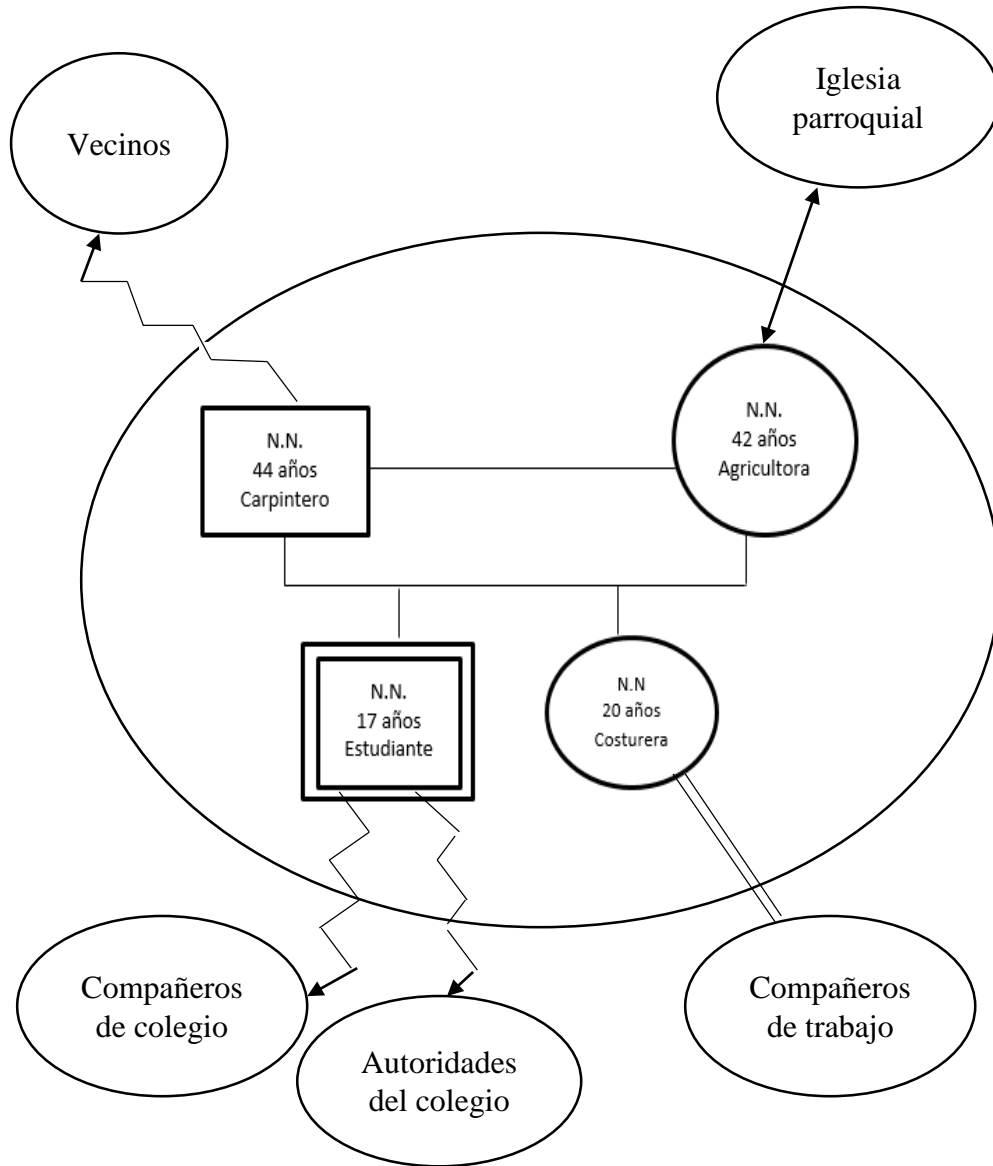 Iglesia
parroquial
Vecinos
N.N.
44 años
Carpintero
N.N.
42 años
Agricultora
N.N.
17 años
Estudiante
N.N
20 años
Costurera
Compañeros
de colegio
Autoridades
del colegio
Compañeros
de trabajo